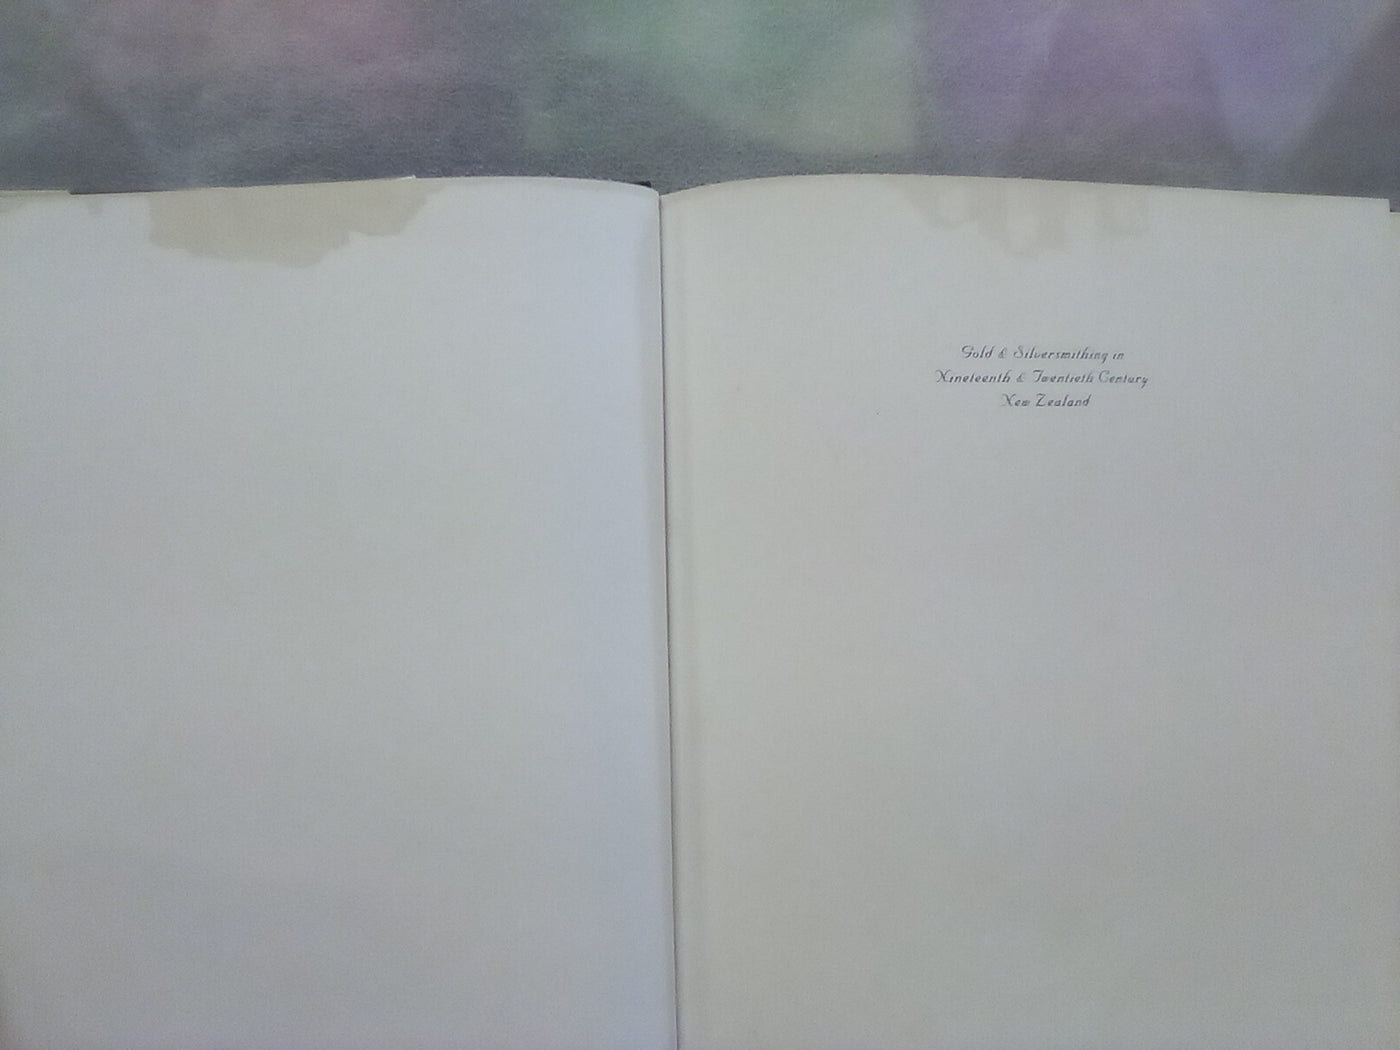 Gold & Silversmithing in
Nineteenth & Twentieth Century
New Zealand